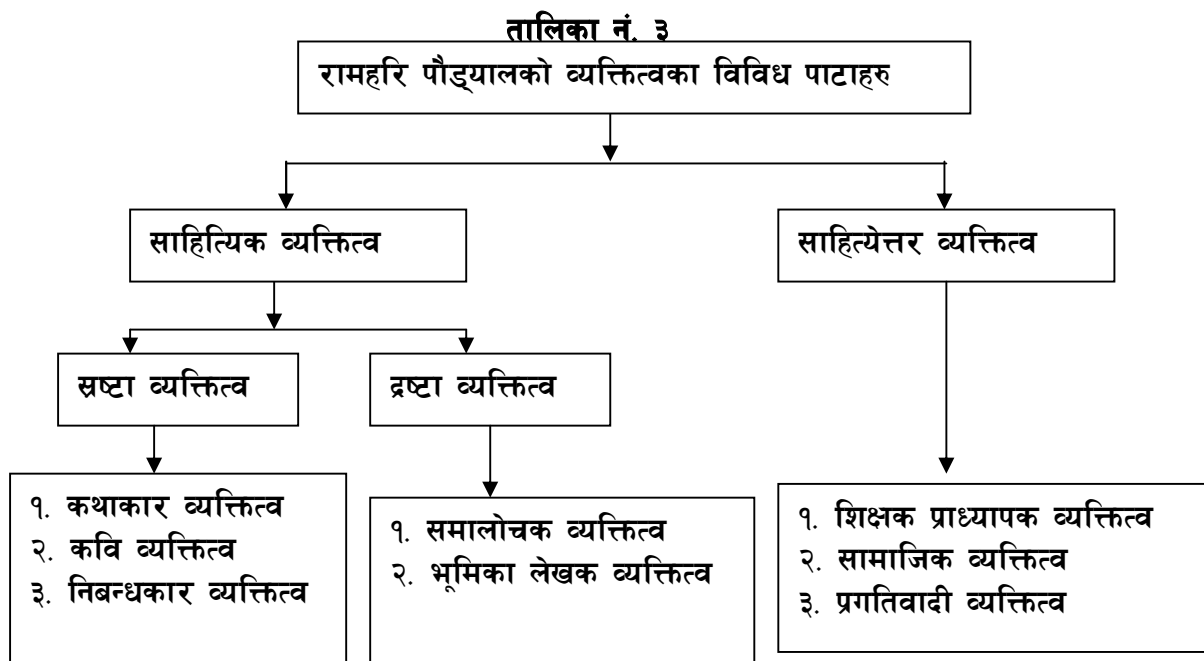 तालिका नं. ३
रामहरि पौड्यालको व्यक्तित्वका विविध पाटाहरु
साहित्यिक व्यक्तित्व
साहित्येत्तर व्यक्तित्व
स्रष्टा व्यक्तित्व
द्रष्टा व्यक्तित्व
१. कथाकार व्यक्तित्व
२. कवि व्यक्तित्व
३. निबन्धकार व्यक्तित्व
१. समालोचक व्यक्तित्व
२. भूमिका लेखक व्यक्तित्व
१. शिक्षक प्राध्यापक व्यक्तित्व
२. सामाजिक व्यक्तित्व
३. प्रगतिवादी व्यक्तित्व